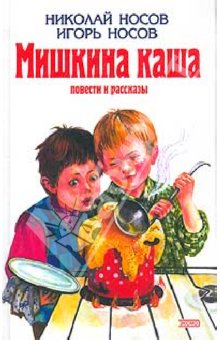 НИКОЛАЙ НОСОВ
ИГОРЬ НОСОВ
Мишкина каша
повести и рассказы